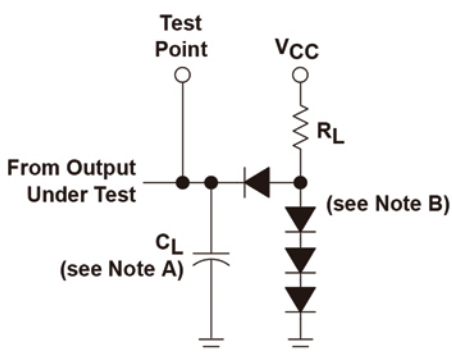 Test
Point
VCC
RL
From Output
Under Test
(see Note B)
CL
(see Note A)